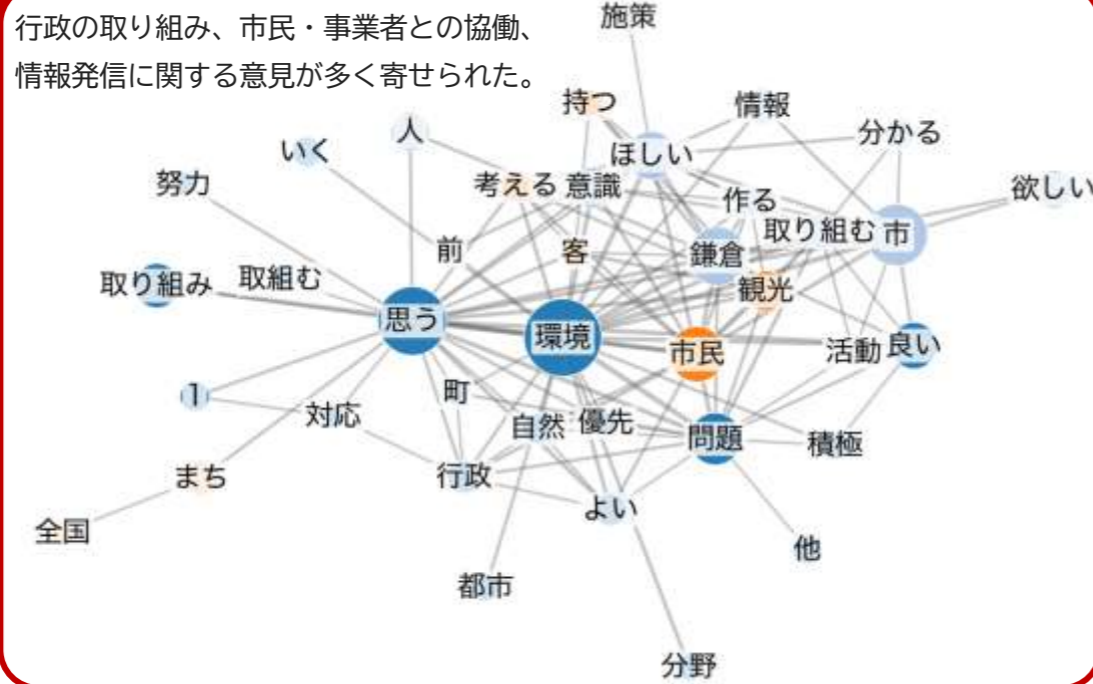 行政の取り組み、市民・事業者との協働、
情報発信に関する意見が多く寄せられた。
施策
持つ
情報
人
分かる
いく
ほしい
努力
考える
意識
欲しい
作る
取り組む
市
前
客
鎌倉
取り組み
取組む
観光
思う
環境
市民
活動
良い
1
町
対応
自然
優先
問題
積極
まち
行政
よい
全国
他
都市
分野